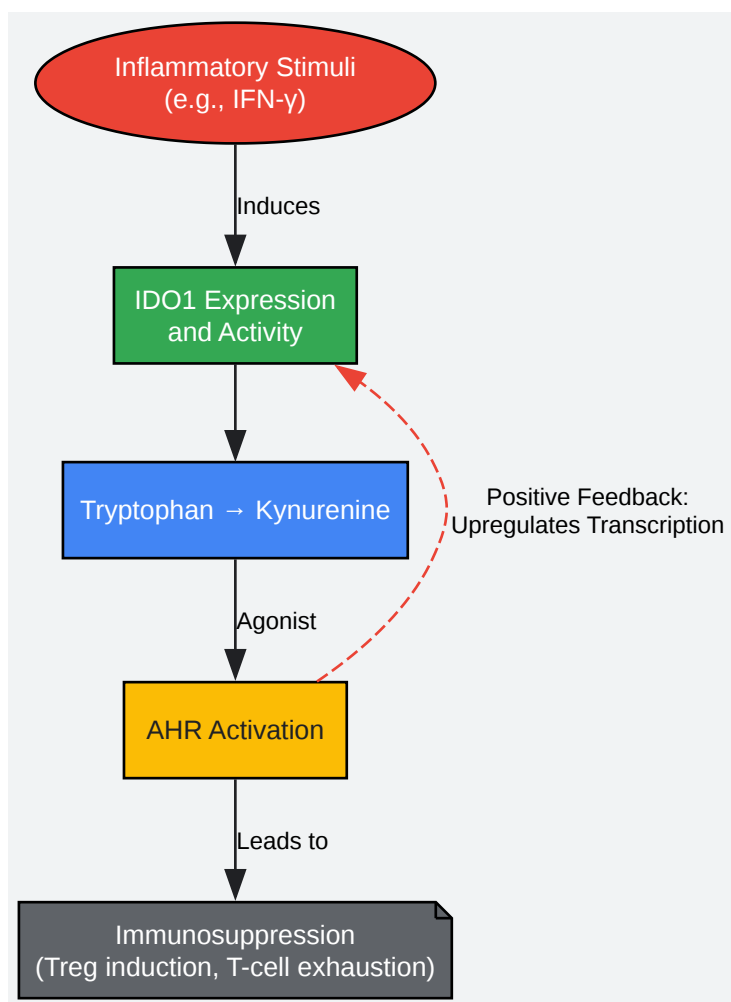 Inflammatory Stimuli
(e.g., IFN-γ)
Induces
IDO1 Expression
and Activity
Tryptophan → Kynurenine
Positive Feedback:
Upregulates Transcription
Agonist
AHR Activation
Leads to
Immunosuppression
(Treg induction, T-cell exhaustion)